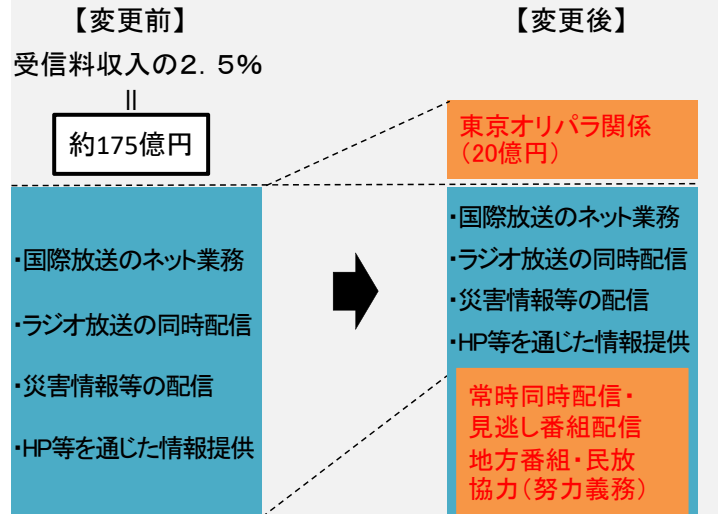 【変更前】
受信料収入の2.5%
||
約175億円
・国際放送のネット業務
・ラジオ放送の同時配信
・災害情報等の配信
・HP等を通じた情報提供
【変更後】
東京オリパラ関係
(20億円)
・国際放送のネット業務
・ラジオ放送の同時配信
・災害情報等の配信
・HP等を通じた情報提供
常時同時配信・
見逃し番組配信
地方番組・民放
協力(努力義務)